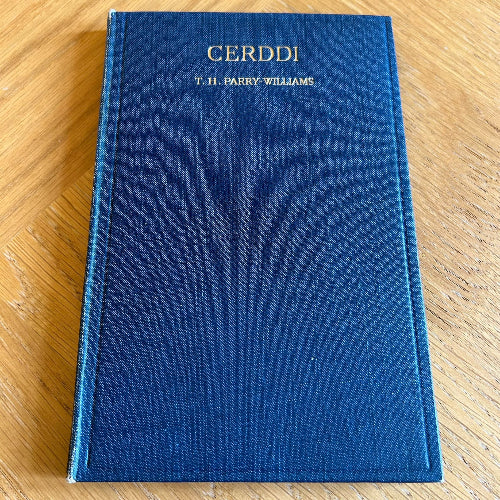 CERDDI
T. H. PARRY-WILLIAMS